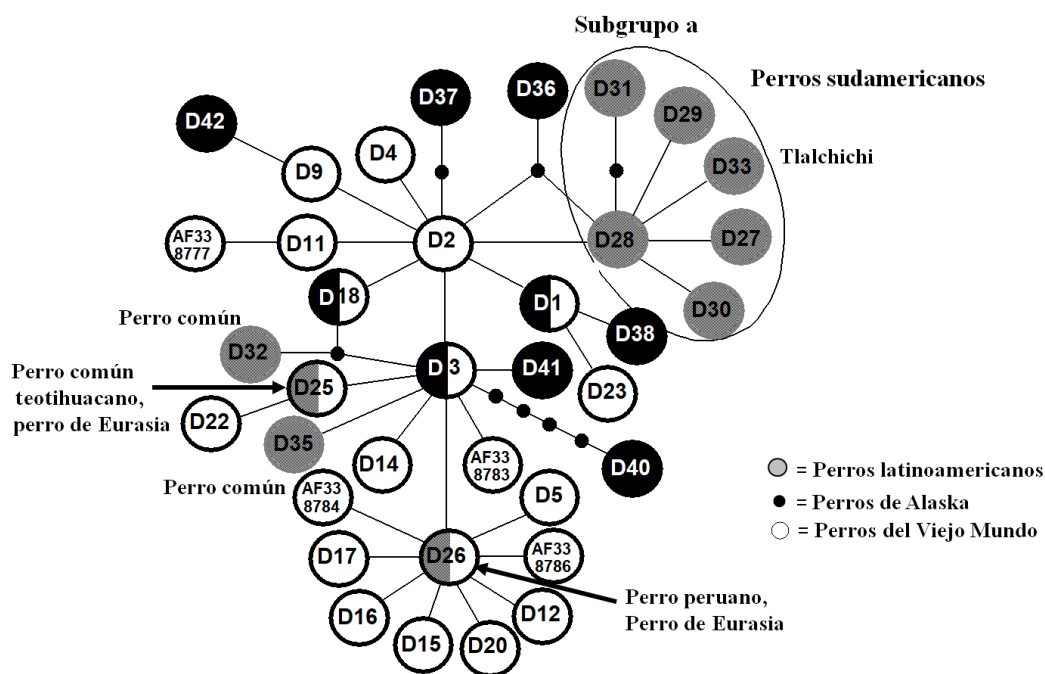 Subgrupo a
Perros sudamericanos
Tlalchichi
D42
D37
D36
D31
D29
D33
D27
D30
D28
D4
D9
AF33
8777
D11
D2
D18
D1
D38
Perro común
D32
D3
D41
D23
Perro común
teotihuacano,
perro de Eurasia
D25
D22
D35
Perro común
D14
AF33
8783
D40
AF33
8784
D5
D17
D26
AF33
8786
D16
D15
D20
D12
Perro peruano,
Perro de Eurasia
= Perros latinoamericanos
= Perros de Alaska
= Perros del Viejo Mundo